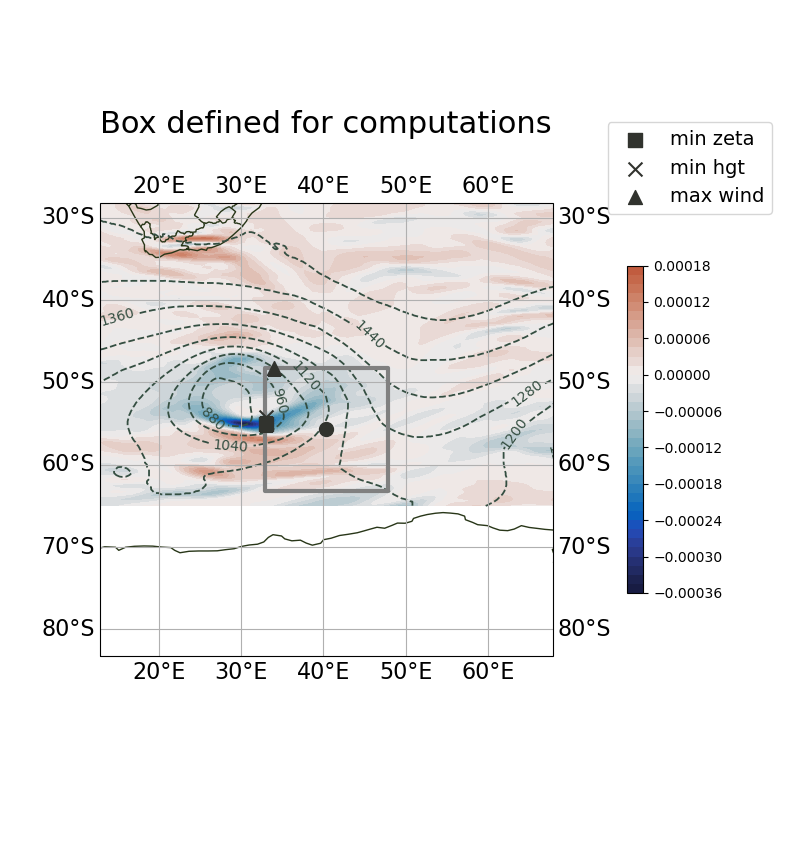 Box defined for computations
min zeta
min hgt
max wind
20°E 30°E 40°E 50°E 60°E
30°S 30°S
40°S 40°S
50°S 50°S
60°S 60°S
70°S 70°S
80°S 80°S
20°E 30°E 40°E 50°E 60°E
1360
1440
1120
960
880
1040
1280
1200
0.00018
0.00012
0.00006
0.00000
−0.00006
−0.00012
−0.00018
−0.00024
−0.00030
−0.00036